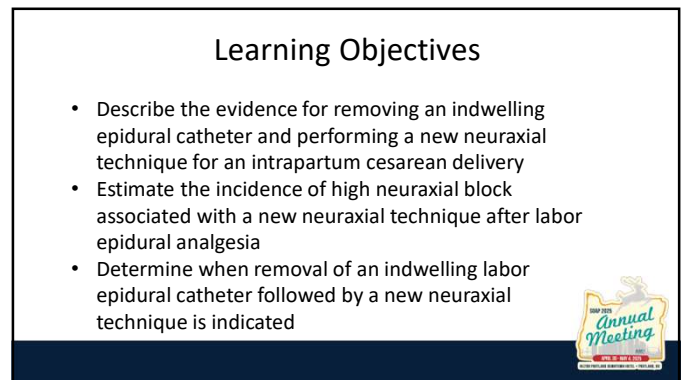 Learning Objectives
• Describe the evidence for removing an indwelling
epidural catheter and performing a new neuraxial
technique for an intrapartum cesarean delivery
• Estimate the incidence of high neuraxial block
associated with a new neuraxial technique after labor
epidural analgesia
• Determine when removal of an indwelling labor
epidural catheter followed by a new neuraxial
technique is indicated
SOAP 2025
Annual
Meeting